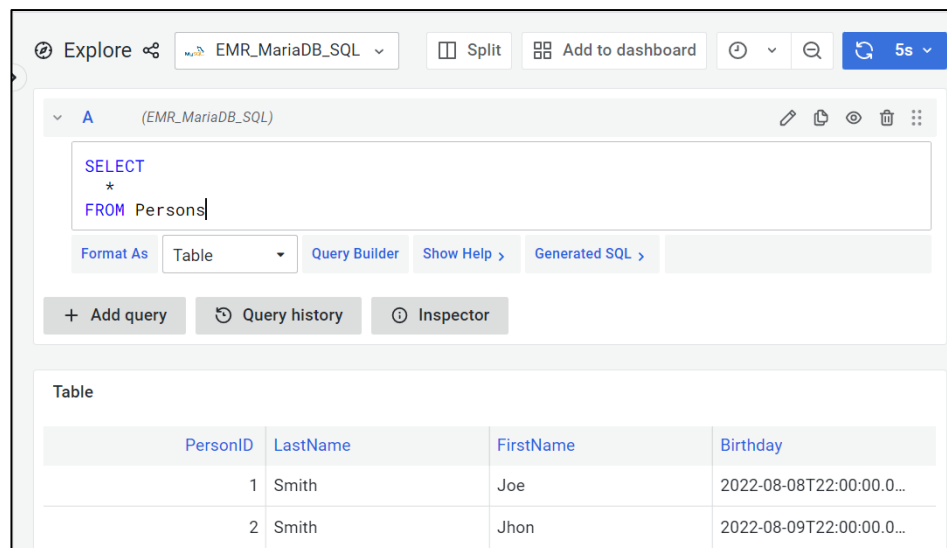 Explore MySQL EMR_MariaDB_SQL Split Add to dashboard 5s
A (EMR_MariaDB_SQL)
SELECT
*
FROM Persons
Format As Table Query Builder Show Help > Generated SQL >
+ Add query Query history Inspector
Table
PersonID LastName FirstName Birthday
1 Smith Joe 2022-08-08T22:00:00.0...
2 Smith Jhon 2022-08-09T22:00:00.0...